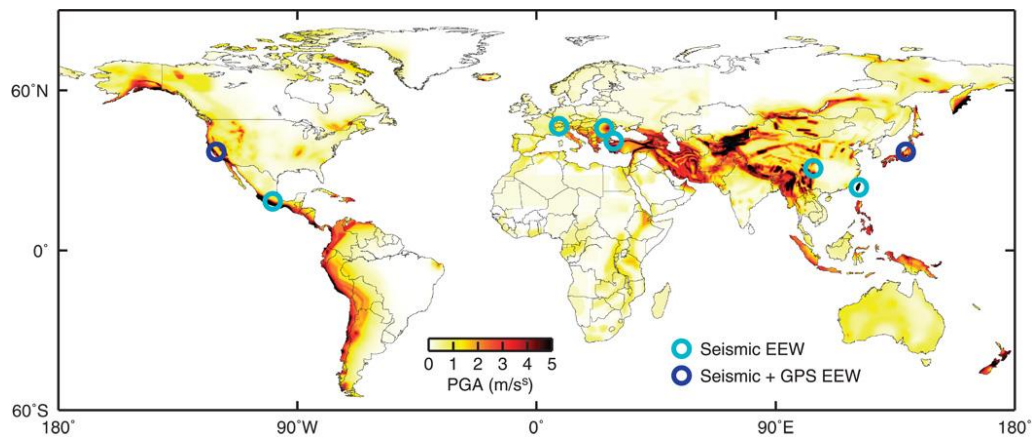 60˚N
0˚
60˚S
0 1 2 3 4 5
PGA (m/s^s)
Seismic EEW
Seismic + GPS EEW
180˚ 90˚W 0˚ 90˚E 180˚